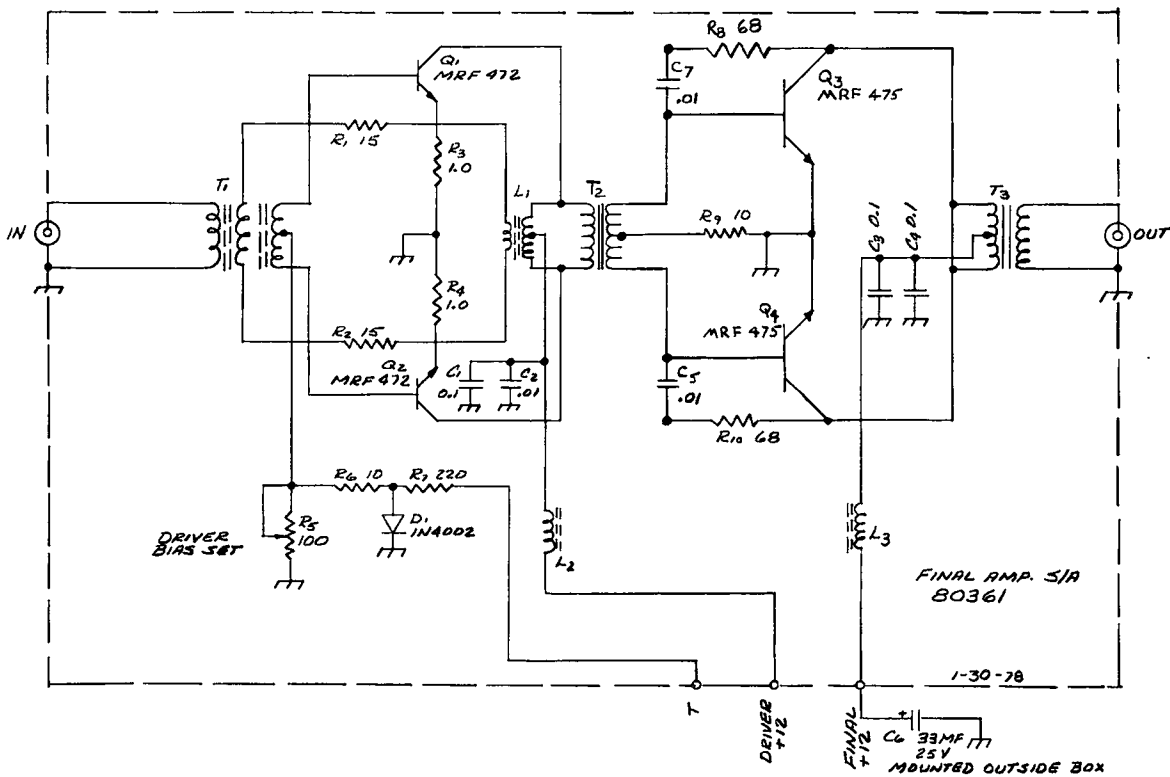 R8 68
Q1
MRF 472
C7
.01
Q3
MRF 475
R1 15
R3
1.0
T1
L1
T2
R9 10
C3 0.1
C4 0.1
T3
IN
OUT
R4
1.0
R2 15
Q2
MRF 472
C1
0.1
C2
.01
Q4
MRF 475
C5
.01
R10 68
R6 10
R7 220
D1
1N4002
DRIVER
BIAS SET
R5
100
L2
L3
FINAL AMP. S/A
80361
1-30-78
T
DRIVER
+12
FINAL
+12
+
C6
33MF
25V
MOUNTED OUTSIDE BOX